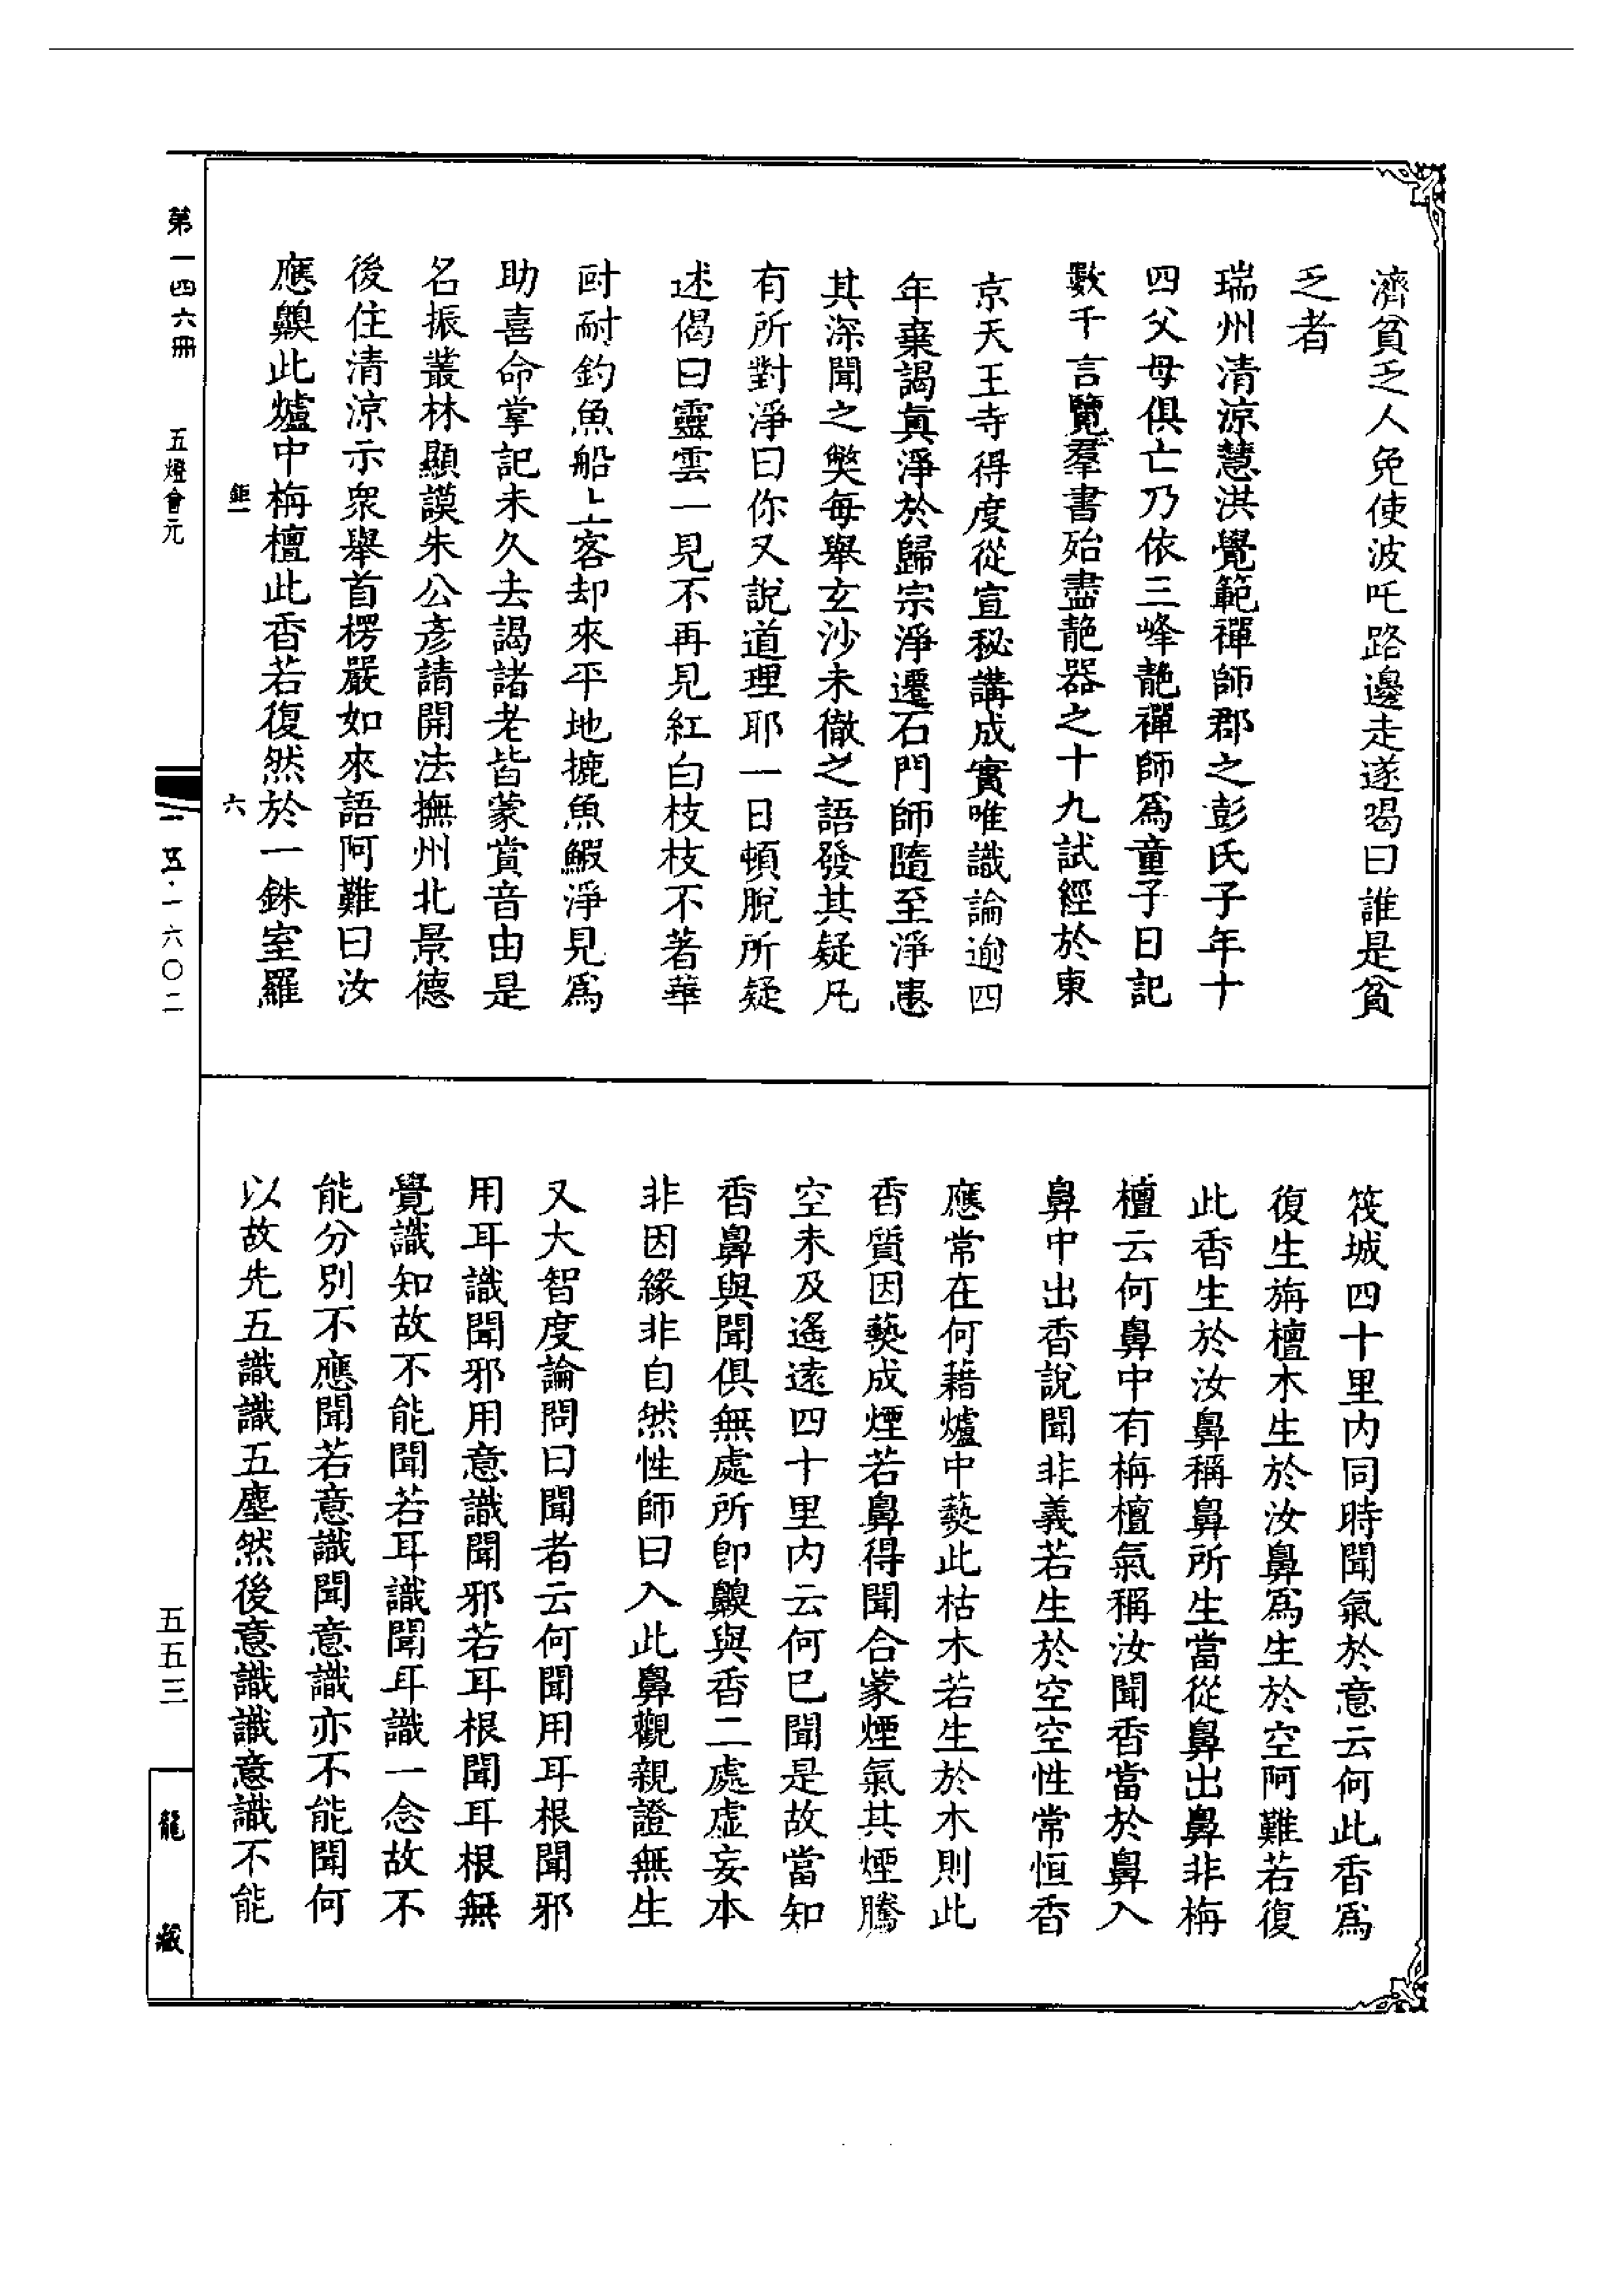 濟貧乏人免使波吒路邊走遂喝曰誰是貧
乏者
瑞州清涼慧洪覺範禪師郡之彭氏子年十
四父母俱亡乃依三峰靘禪師爲童子日記
數千言覽羣書殆盡靘器之十九試經於東
京天王寺得度從宣秘講成實唯識論逾四
年棄謁眞淨於歸宗淨遷石門師隨至淨患
其深聞之獘每舉玄沙未徹之語發其疑凡
有所對淨曰你又說道理耶一日頓脫所疑
述偈曰靈雲一見不再見紅白枝枝不著華
尀耐釣魚船上客却來平地摝魚鰕淨見爲
助喜命掌記未久去謁諸老皆蒙賞音由是
名振叢林顯謨朱公彥請開法撫州北景德
後住清涼示衆舉首楞嚴如來語阿難曰汝
應齅此爐中栴檀此香若復然於一銖室羅
鉅一
六
第一四六冊
五燈會元
一五·一六〇二
筏城四十里内同時聞氣於意云何此香爲
復生旃檀木生於汝鼻爲生於空阿難若復
此香生於汝鼻稱鼻所生當從鼻出鼻非栴
檀云何鼻中有栴檀氣稱汝聞香當於鼻入
鼻中出香說聞非義若生於空空性常恒香
應常在何藉爐中爇此枯木若生於木則此
香質因爇成煙若鼻得聞合蒙煙氣其煙騰
空未及遙遠四十里内云何已聞是故當知
香鼻與聞俱無處所卽齅與香二處虛妄本
非因緣非自然性師曰入此鼻觀親證無生
又大智度論問曰聞者云何聞用耳根聞邪
用耳識聞邪用意識聞邪若耳根聞耳根無
覺識知故不能聞若耳識聞耳識一念故不
能分別不應聞若意識聞意識亦不能聞何
以故先五識識五塵然後意識識意識不能
五五三
龍藏